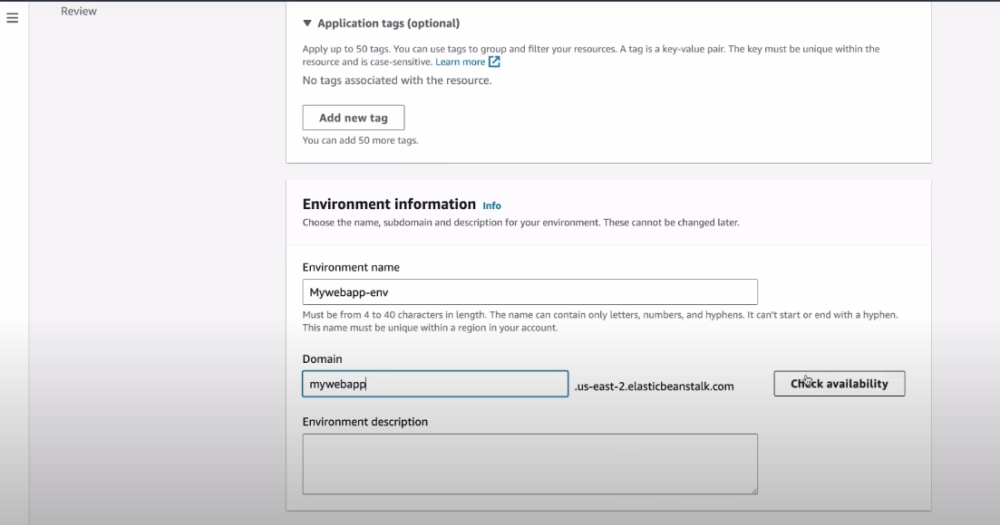 Review
▼ Application tags (optional)
Apply up to 50 tags. You can use tags to group and filter your resources. A tag is a key-value pair. The key must be unique within the
resource and is case-sensitive. Learn more
No tags associated with the resource.
Add new tag
You can add 50 more tags.
Environment information Info
Choose the name, subdomain and description for your environment. These cannot be changed later.
Environment name
Mywebapp-env
Must be from 4 to 40 characters in length. The name can contain only letters, numbers, and hyphens. It can't start or end with a hyphen.
This name must be unique within a region in your account.
Domain
mywebapp .us-east-2.elasticbeanstalk.com Check availability
Environment description